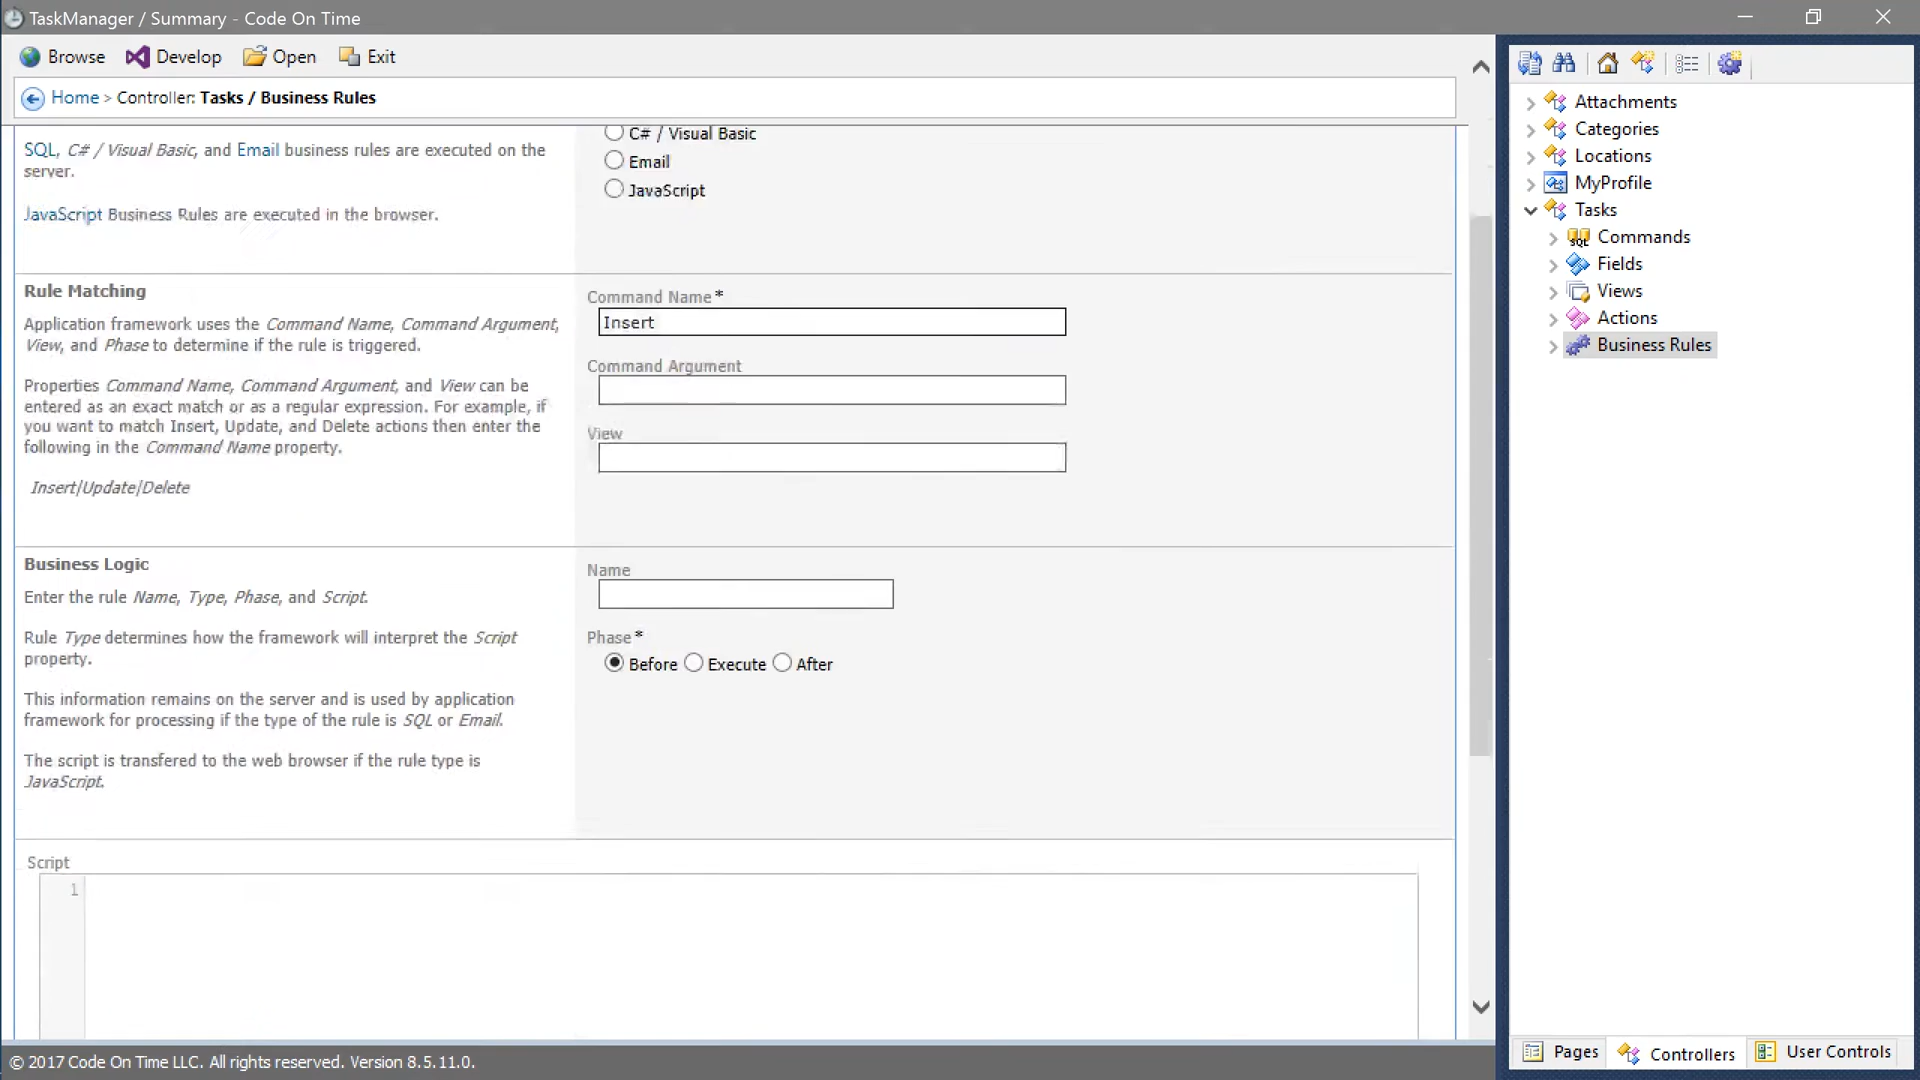 TaskManager / Summary - Code On Time
Browse Develop Open Exit
Home > Controller: Tasks / Business Rules
SQL, C# / Visual Basic, and Email business rules are executed on the
server.
JavaScript Business Rules are executed in the browser.
C# / Visual Basic
Email
JavaScript
Rule Matching
Application framework uses the Command Name, Command Argument,
View, and Phase to determine if the rule is triggered.
Properties Command Name, Command Argument, and View can be
entered as an exact match or as a regular expression. For example, if
you want to match Insert, Update, and Delete actions then enter the
following in the Command Name property.
Insert|Update|Delete
Command Name *
Insert
Command Argument
View
Business Logic
Enter the rule Name, Type, Phase, and Script.
Rule Type determines how the framework will interpret the Script
property.
This information remains on the server and is used by application
framework for processing if the type of the rule is SQL or Email.
The script is transfered to the web browser if the rule type is
JavaScript.
Name
Phase *
Before Execute After
Script
1
Attachments
Categories
Locations
MyProfile
Tasks
SQL Commands
Fields
Views
Actions
Business Rules
Pages Controllers User Controls
© 2017 Code On Time LLC. All rights reserved. Version 8.5.11.0.